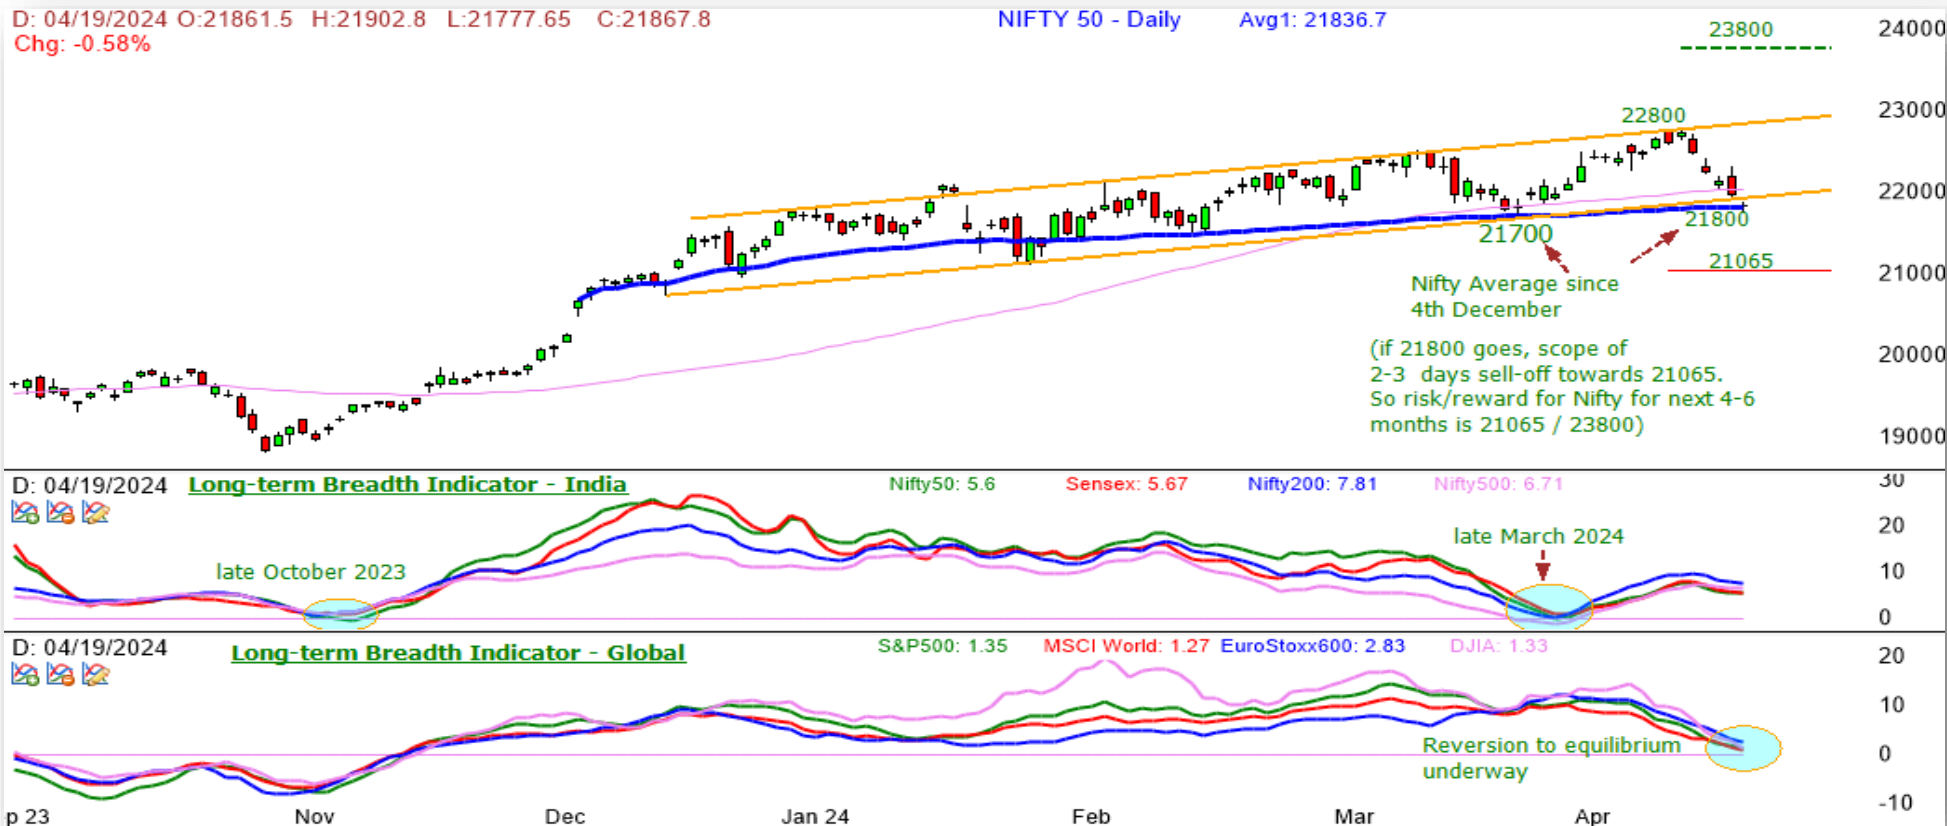 D: 04/19/2024 O:21861.5 H:21902.8 L:21777.65 C:21867.8 NIFTY 50 - Daily Avg1: 21836.7
Chg: -0.58%
23800
24000
23000
22800
22000
21800
21700
21065
21000
Nifty Average since
4th December
(if 21800 goes, scope of
2-3 days sell-off towards 21065.
So risk/reward for Nifty for next 4-6
months is 21065 / 23800)
20000
19000
D: 04/19/2024 Long-term Breadth Indicator - India Nifty50: 5.6 Sensex: 5.67 Nifty200: 7.81 Nifty500: 6.71
30
20
late March 2024
late October 2023
10
0
D: 04/19/2024 Long-term Breadth Indicator - Global S&P500: 1.35 MSCI World: 1.27 EuroStoxx600: 2.83 DJIA: 1.33
20
10
Reversion to equilibrium
underway
0
-10
p 23 Nov Dec Jan 24 Feb Mar Apr